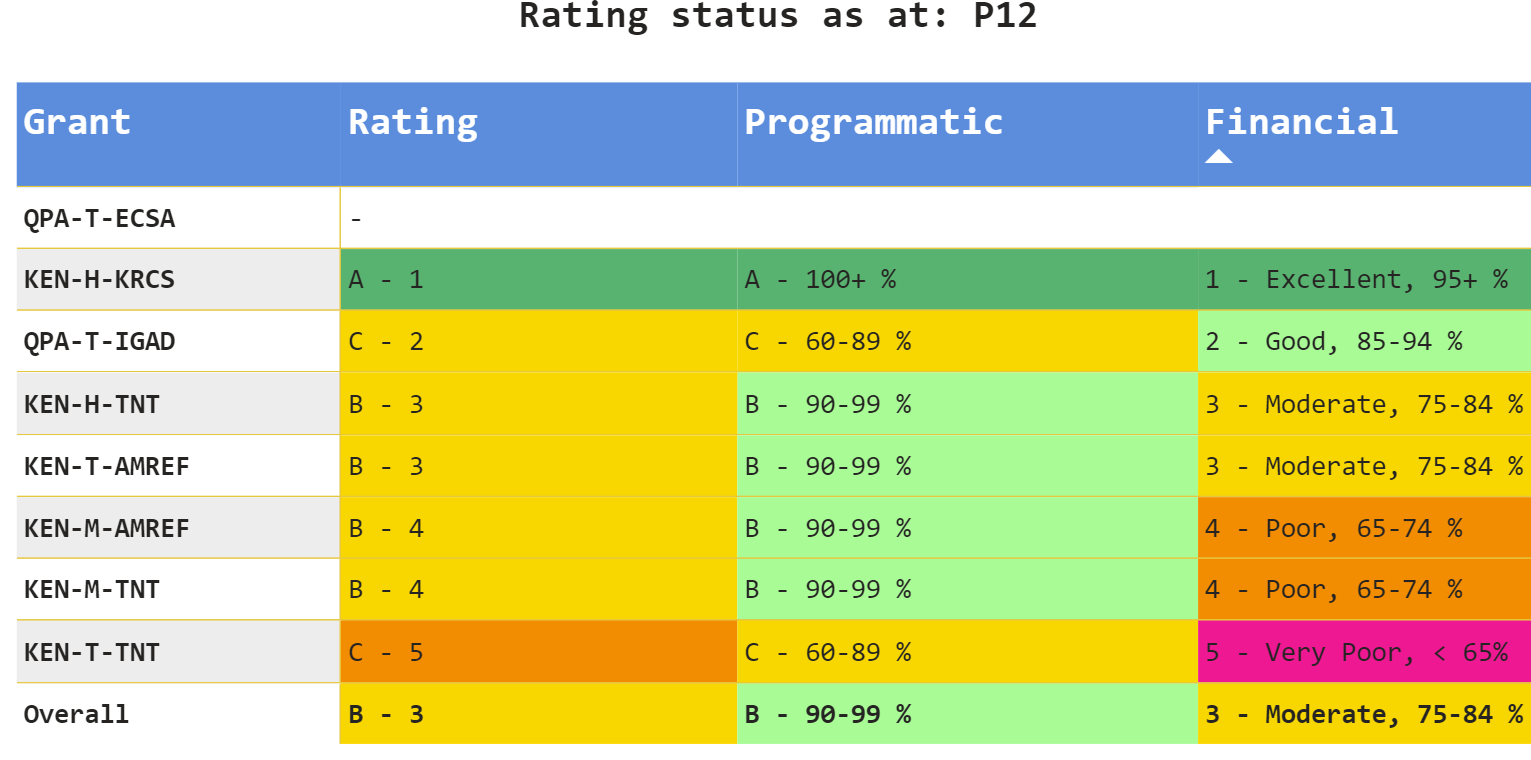 Rating status as at: P12
Grant Rating Programmatic Financial
QPA-T-ECSA -
KEN-H-KRCS A - 1 A - 100+ % 1 - Excellent, 95+ %
QPA-T-IGAD C - 2 C - 60-89 % 2 - Good, 85-94 %
KEN-H-TNT B - 3 B - 90-99 % 3 - Moderate, 75-84 %
KEN-T-AMREF B - 3 B - 90-99 % 3 - Moderate, 75-84 %
KEN-M-AMREF B - 4 B - 90-99 % 4 - Poor, 65-74 %
KEN-M-TNT B - 4 B - 90-99 % 4 - Poor, 65-74 %
KEN-T-TNT C - 5 C - 60-89 % 5 - Very Poor, < 65%
Overall B - 3 B - 90-99 % 3 - Moderate, 75-84 %